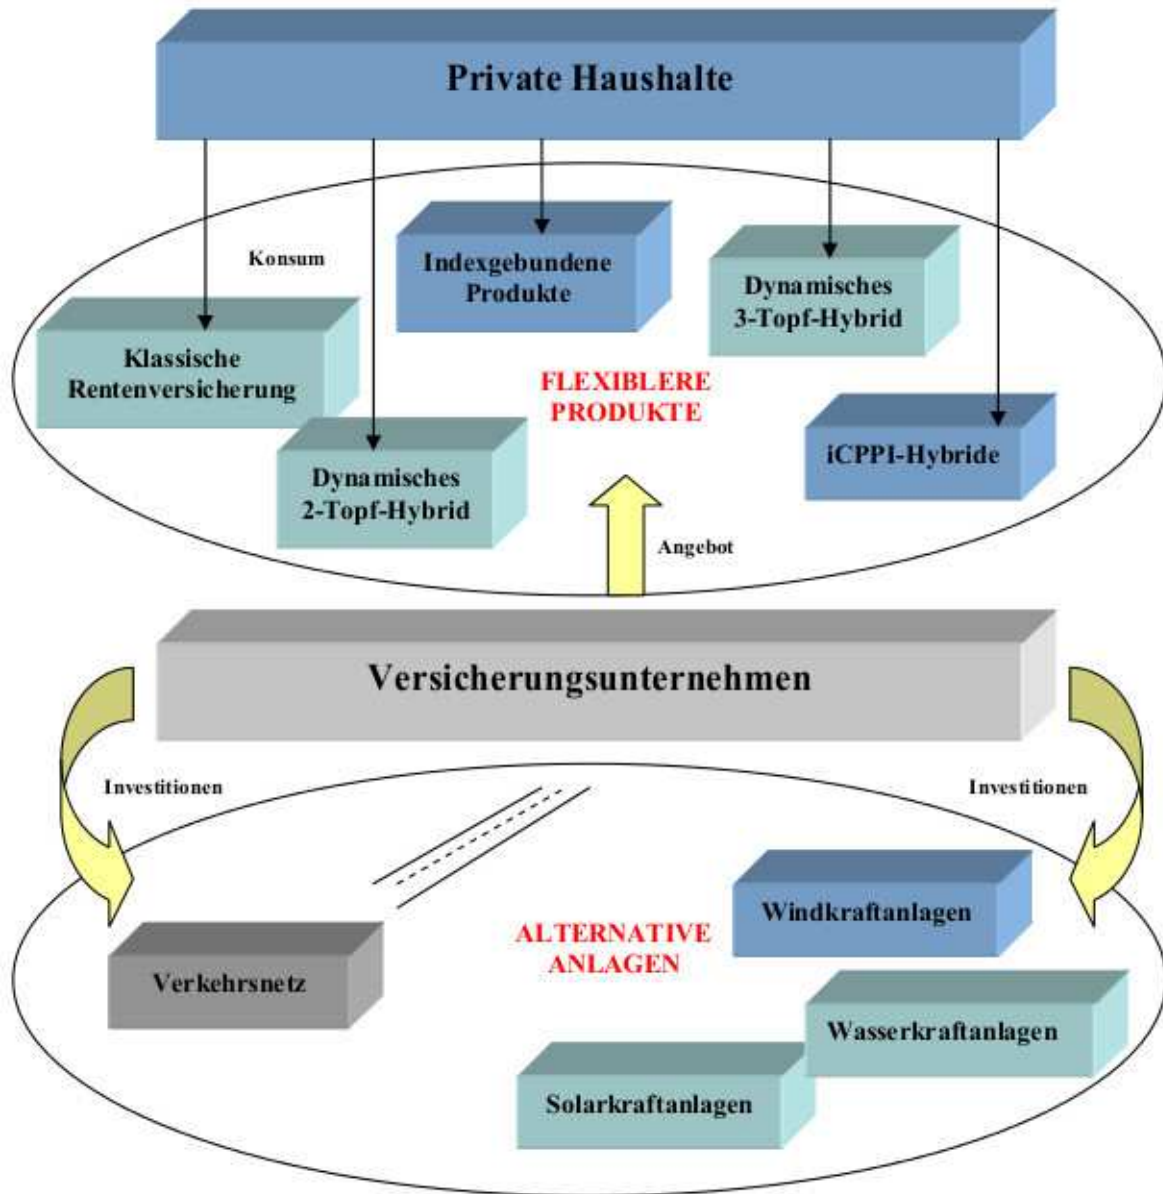 Private Haushalte
Konsum
Indexgebundene
Produkte
Dynamisches
3-Topf-Hybrid
Klassische
Rentenversicherung
FLEXIBLERE
PRODUKTE
iCPPI-Hybride
Dynamisches
2-Topf-Hybrid
Angebot
Versicherungsunternehmen
Investitionen
Investitionen
Windkraftanlagen
ALTERNATIVE
ANLAGEN
Verkehrsnetz
Wasserkraftanlagen
Solarkraftanlagen